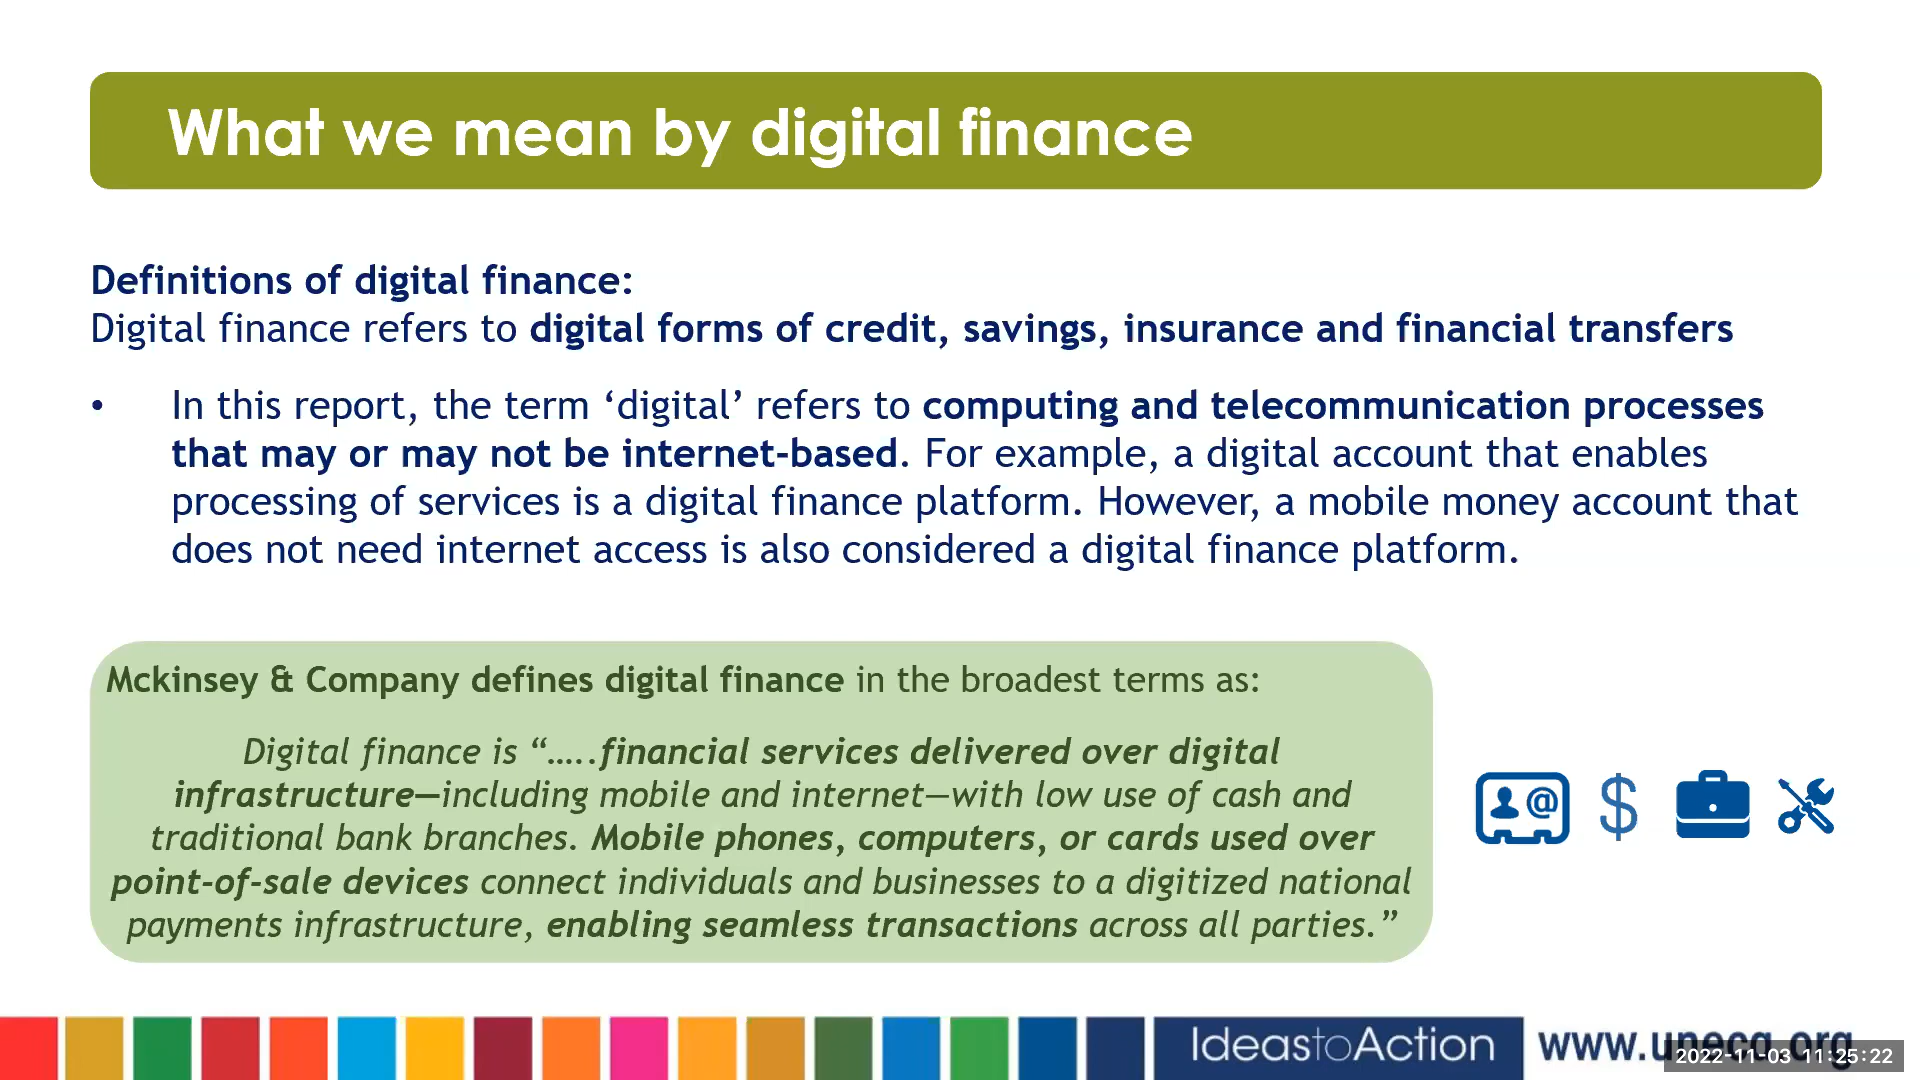 What we mean by digital finance
Definitions of digital finance:
Digital finance refers to digital forms of credit, savings, insurance and financial transfers
• In this report, the term ‘digital’ refers to computing and telecommunication processes
that may or may not be internet-based. For example, a digital account that enables
processing of services is a digital finance platform. However, a mobile money account that
does not need internet access is also considered a digital finance platform.
Mckinsey & Company defines digital finance in the broadest terms as:
Digital finance is “…..financial services delivered over digital
infrastructure—including mobile and internet—with low use of cash and
traditional bank branches. Mobile phones, computers, or cards used over
point-of-sale devices connect individuals and businesses to a digitized national
payments infrastructure, enabling seamless transactions across all parties.”
@
$
IdeastoAction
www.uneca.org
2022-11-03 11:25:22